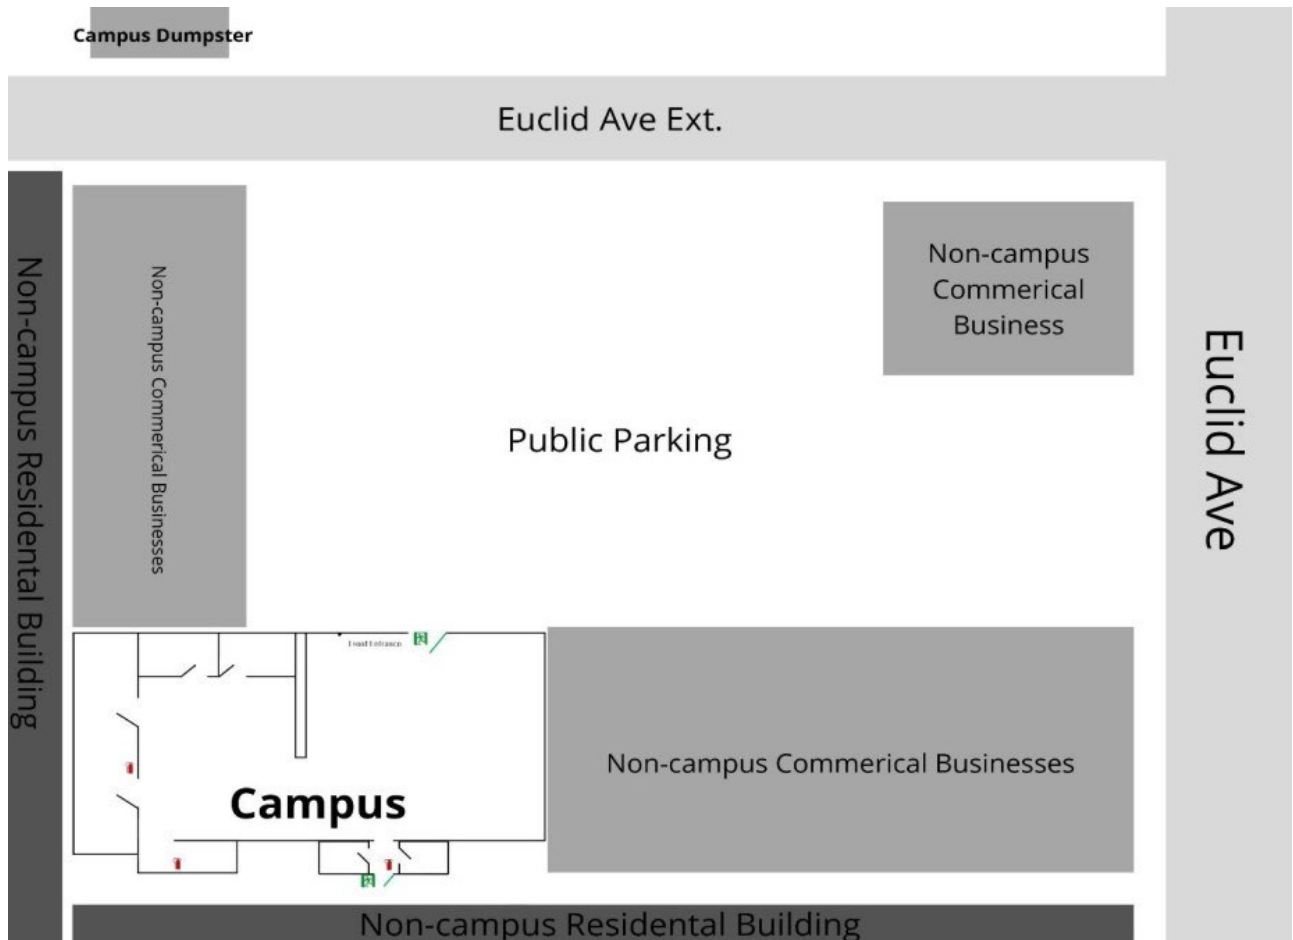 Campus Dumpster
Euclid Ave Ext.
Non-campus Residental Building
Non-campus Commerical Businesses
Non-campus
Commerical
Business
Euclid Ave
Public Parking
Entrance
Non-campus Commerical Businesses
Campus
Non-campus Residental Building